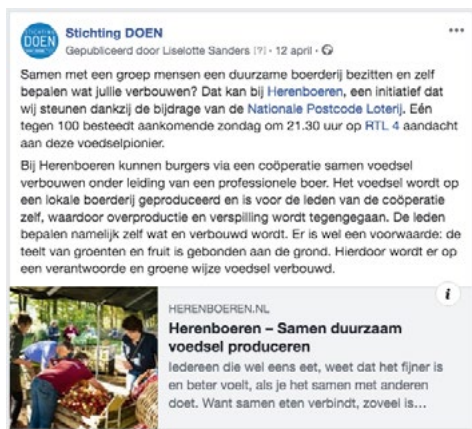 STICHTING
DOEN
Stichting DOEN
Gepubliceerd door Liselotte Sanders [?] · 12 april ·
Samen met een groep mensen een duurzame boerderij bezitten en zelf
bepalen wat jullie verbouwen? Dat kan bij Herenboeren, een initiatief dat
wij steunen dankzij de bijdrage van de Nationale Postcode Loterij. Eén
tegen 100 besteedt aankomende zondag om 21.30 uur op RTL 4 aandacht
aan deze voedselpionier.
Bij Herenboeren kunnen burgers via een coöperatie samen voedsel
verbouwen onder leiding van een professionele boer. Het voedsel wordt op
een lokale boerderij geproduceerd en is voor de leden van de coöperatie
zelf, waardoor overproductie en verspilling wordt tegengegaan. De leden
bepalen namelijk zelf wat en verbouwd wordt. Er is wel een voorwaarde: de
teelt van groenten en fruit is gebonden aan de grond. Hierdoor wordt er op
een verantwoorde en groene wijze voedsel verbouwd.
i
HERENBOEREN.NL
Herenboeren – Samen duurzaam
voedsel produceren
Iedereen die wel eens eet, weet dat het fijner is
en beter voelt, als je het samen met anderen
doet. Want samen eten verbindt, zoveel is...